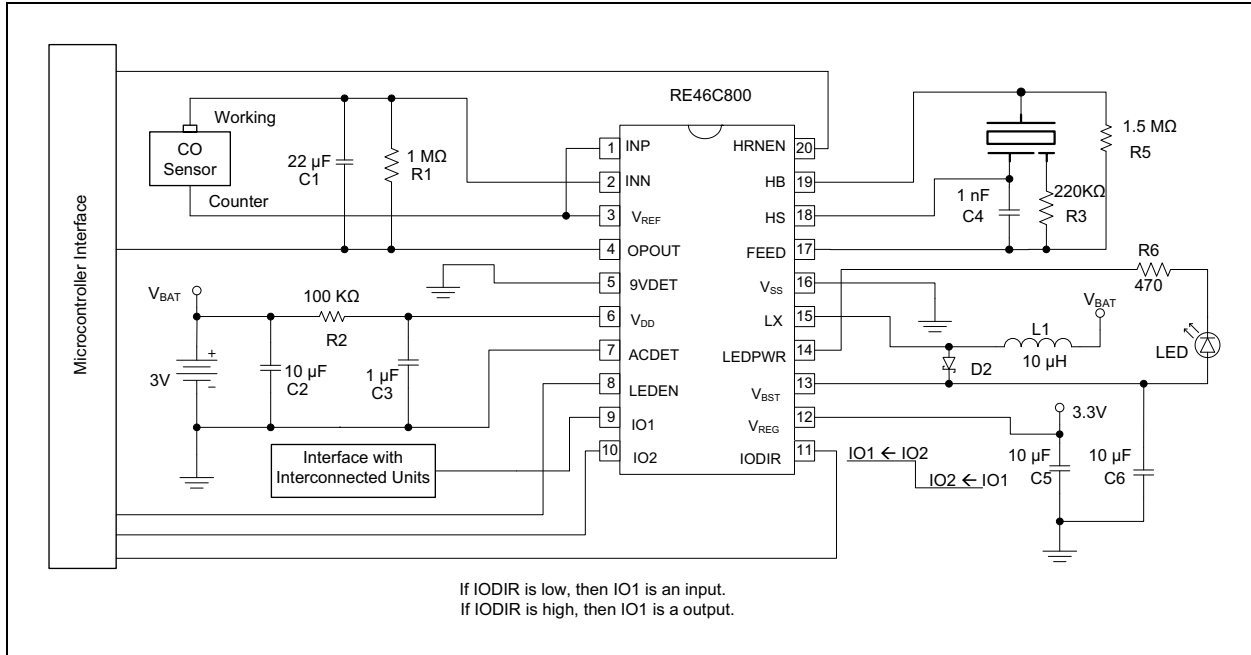 Microcontroller Interface
RE46C800
Working
CO
Sensor
Counter
22 µF
C1
1 MΩ
R1
1 INP
2 INN
3 VREF
4 OPOUT
5 9VDET
6 VDD
7 ACDET
8 LEDEN
9 IO1
10 IO2
HRNEN 20
HB 19
HS 18
FEED 17
VSS 16
LX 15
LEDPWR 14
VBST 13
VREG 12
IODIR 11
1.5 MΩ
R5
1 nF
C4
220KΩ
R3
R6
470
VBAT
L1
10 µH
D2
LED
VBAT
100 KΩ
R2
3V
+
–
10 µF
C2
1 µF
C3
Interface with
Interconnected Units
3.3V
10 µF
C5
10 µF
C6
IO1 ← IO2
IO2 ← IO1
If IODIR is low, then IO1 is an input.
If IODIR is high, then IO1 is a output.